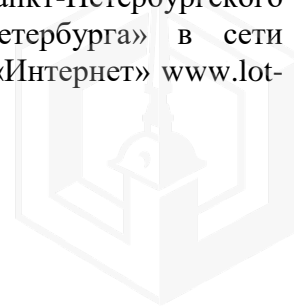 анкт-Петербургского
етербурга» в сети
«Интернет» www.lot-